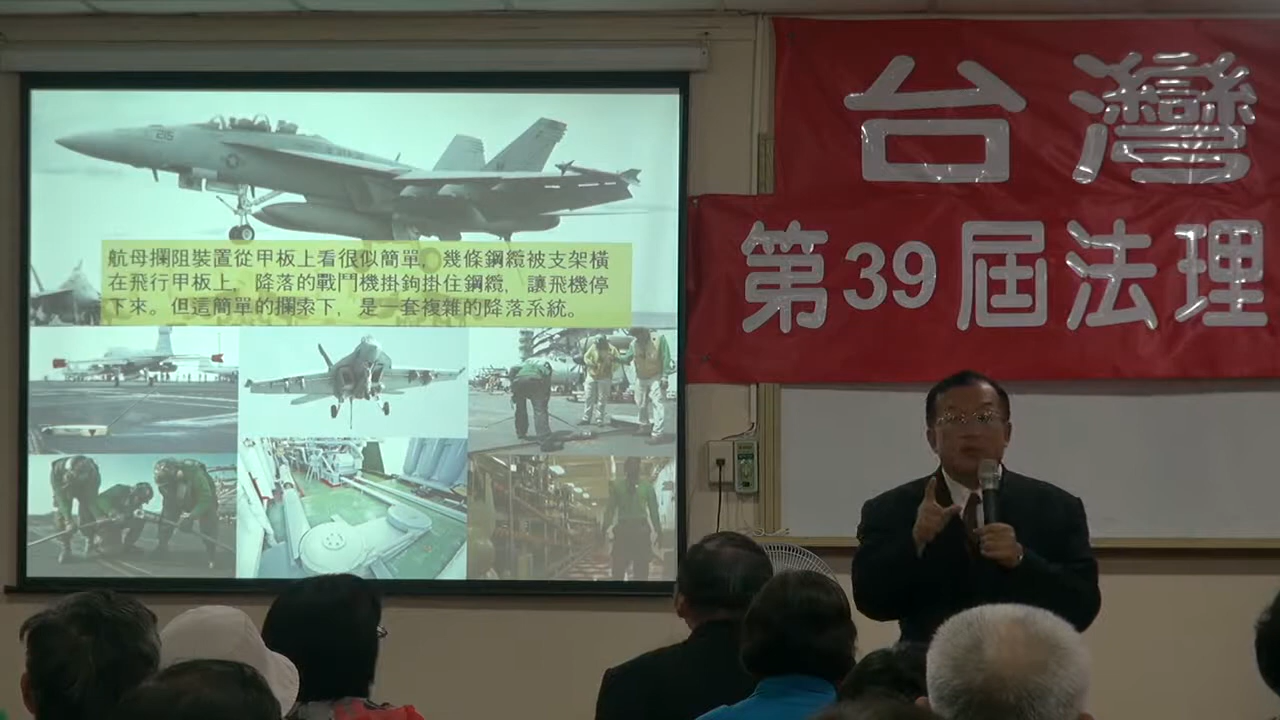 台灣
第39屆法理
215
航母攔阻裝置從甲板上看很似簡單，幾條鋼纜被支架橫
在飛行甲板上，降落的戰鬥機掛鉤掛住鋼纜，讓飛機停
下來。但這簡單的攔索下，是一套複雜的降落系統。